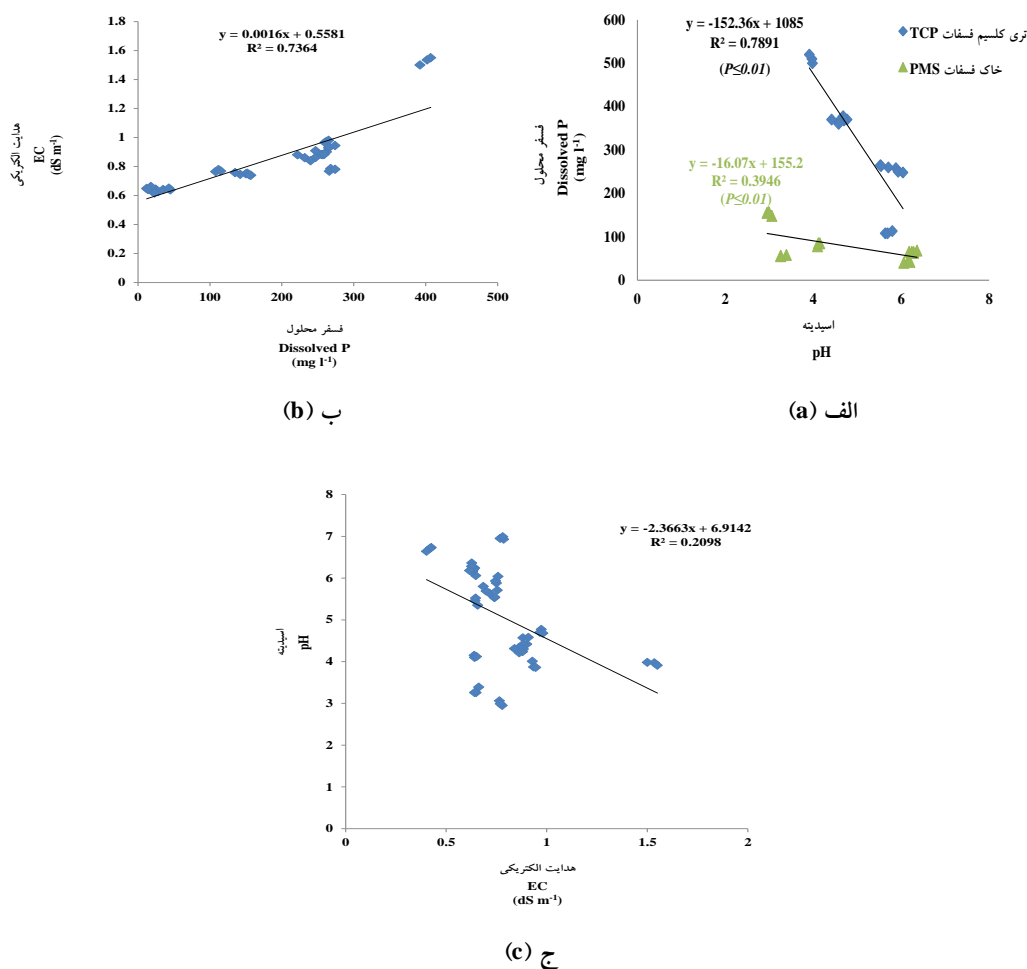 y = 0.0016x + 0.5581
R² = 0.7364
1.8
1.6
1.4
1.2
1
0.8
0.6
0.4
0.2
0
هدایت الکتریکی
EC
(dS m⁻¹)
0 100 200 300 400 500
فسفر محلول
Dissolved P
(mg l⁻¹)
ب (b)
y = -152.36x + 1085
R² = 0.7891
(P≤0.01)
تری کلسیم فسفات TCP
خاک فسفات PMS
y = -16.07x + 155.2
R² = 0.3946
(P≤0.01)
600
500
400
300
200
100
0
فسفر محلول
Dissolved P
(mg l⁻¹)
0 2 4 6 8
اسیدیته
pH
الف (a)
y = -2.3663x + 6.9142
R² = 0.2098
8
7
6
5
4
3
2
1
0
اسیدیته
pH
0 0.5 1 1.5 2
هدایت الکتریکی
EC
(dS m⁻¹)
ج (c)